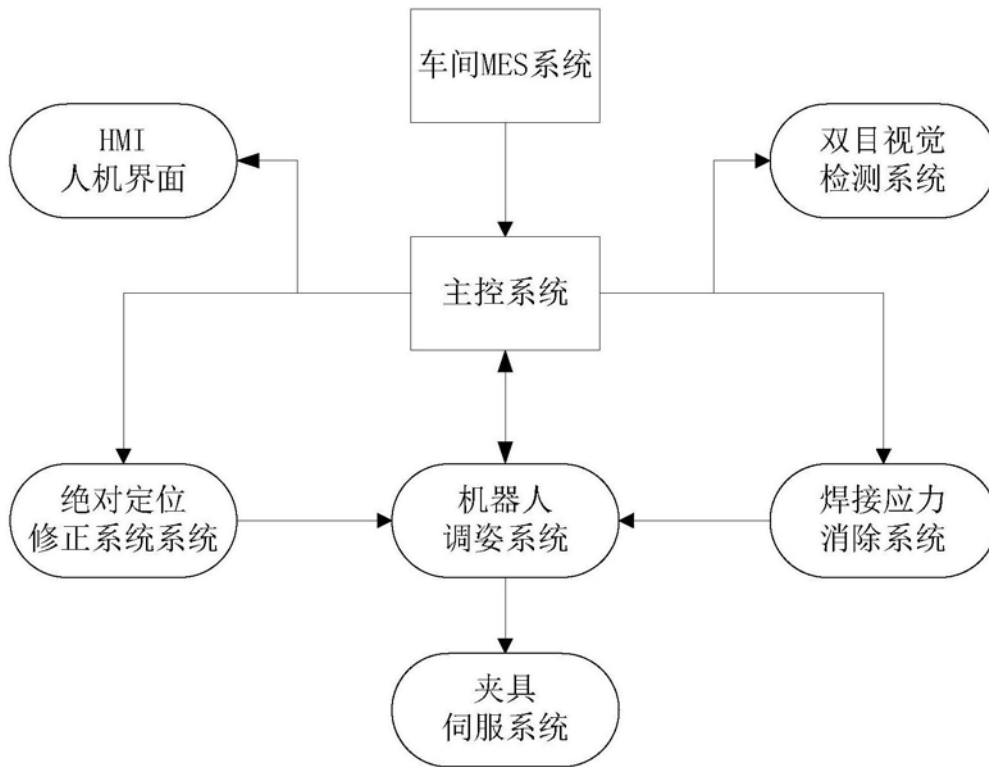 车间MES系统
HMI
人机界面
双目视觉
检测系统
主控系统
绝对定位
修正系统系统
机器人
调姿系统
焊接应力
消除系统
夹具
伺服系统